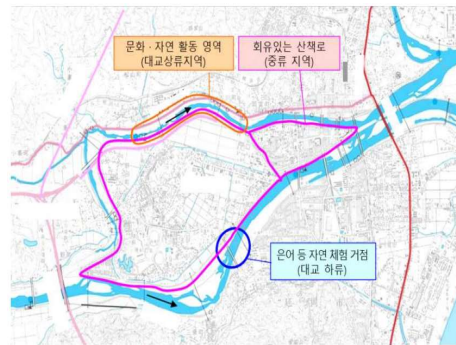 문화 · 자연 활동 영역
(대교상류지역)
회유있는 산책로
(중류 지역)
은어 등 자연 체험 거점
(대교 하류)